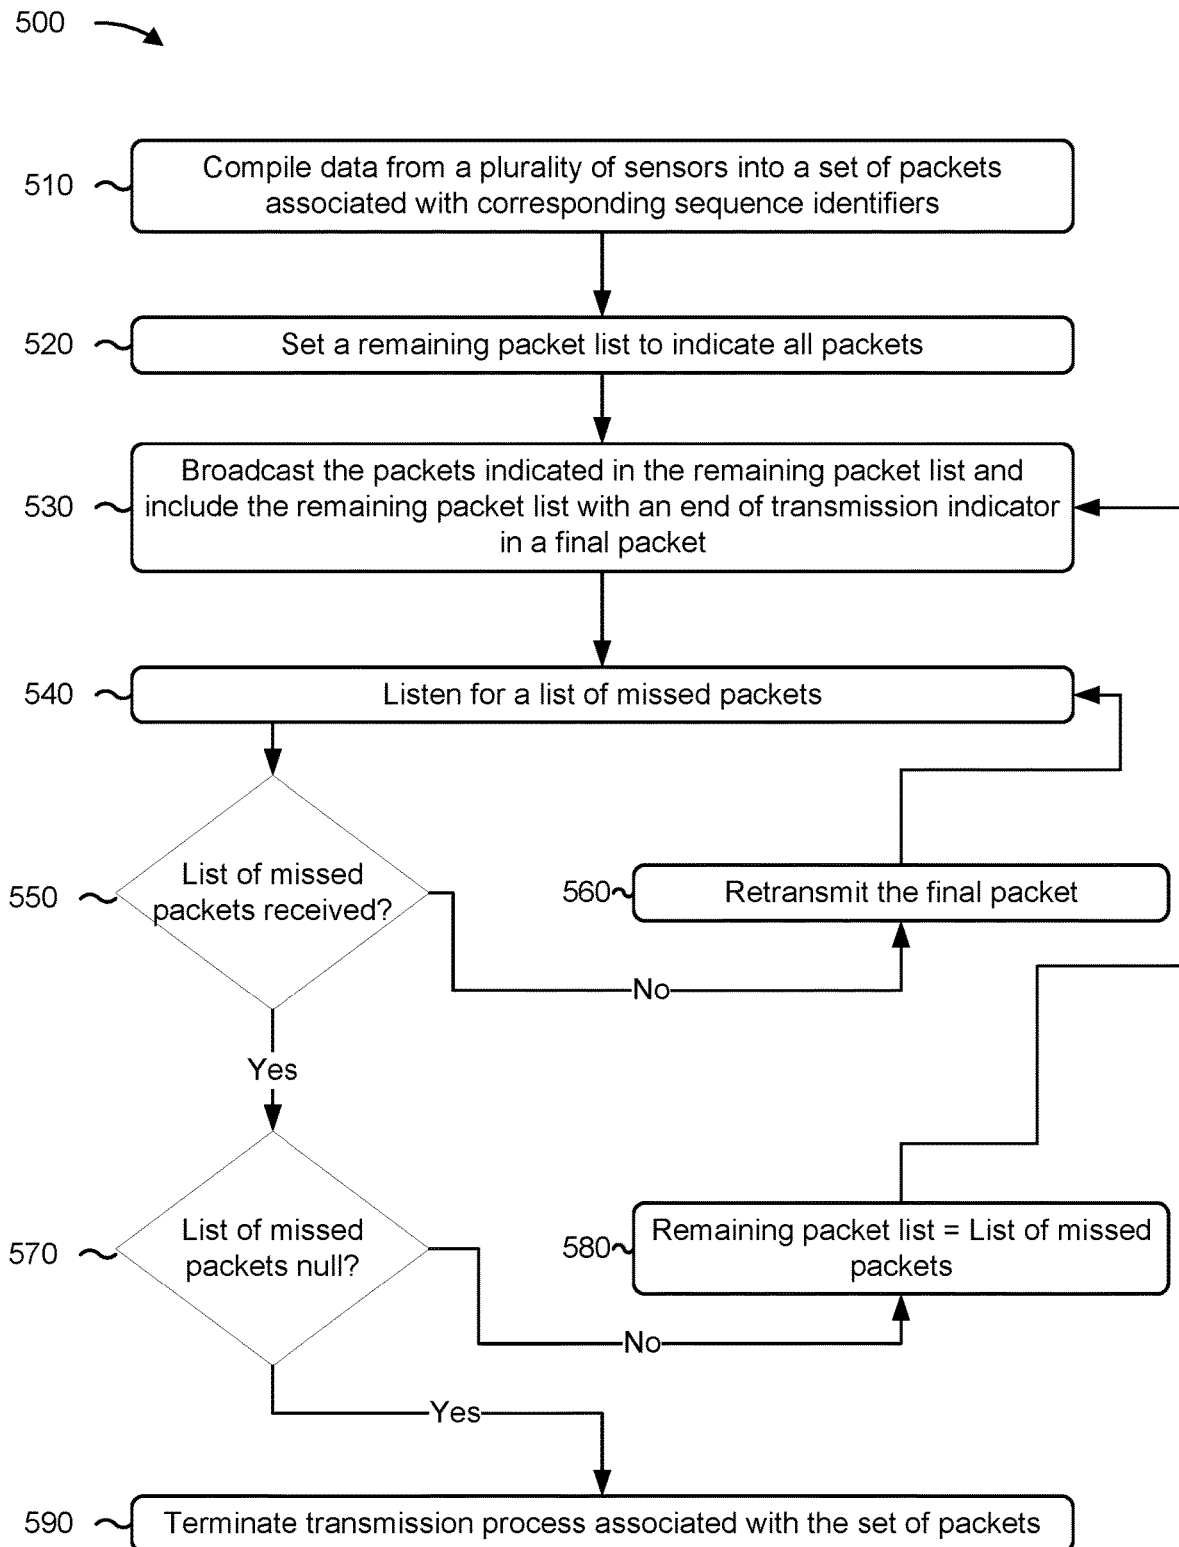 500
510
Compile data from a plurality of sensors into a set of packets
associated with corresponding sequence identifiers
520
Set a remaining packet list to indicate all packets
530
Broadcast the packets indicated in the remaining packet list and
include the remaining packet list with an end of transmission indicator
in a final packet
540
Listen for a list of missed packets
550
List of missed
packets received?
560
Retransmit the final packet
No
Yes
570
List of missed
packets null?
580
Remaining packet list = List of missed
packets
No
Yes
590
Terminate transmission process associated with the set of packets